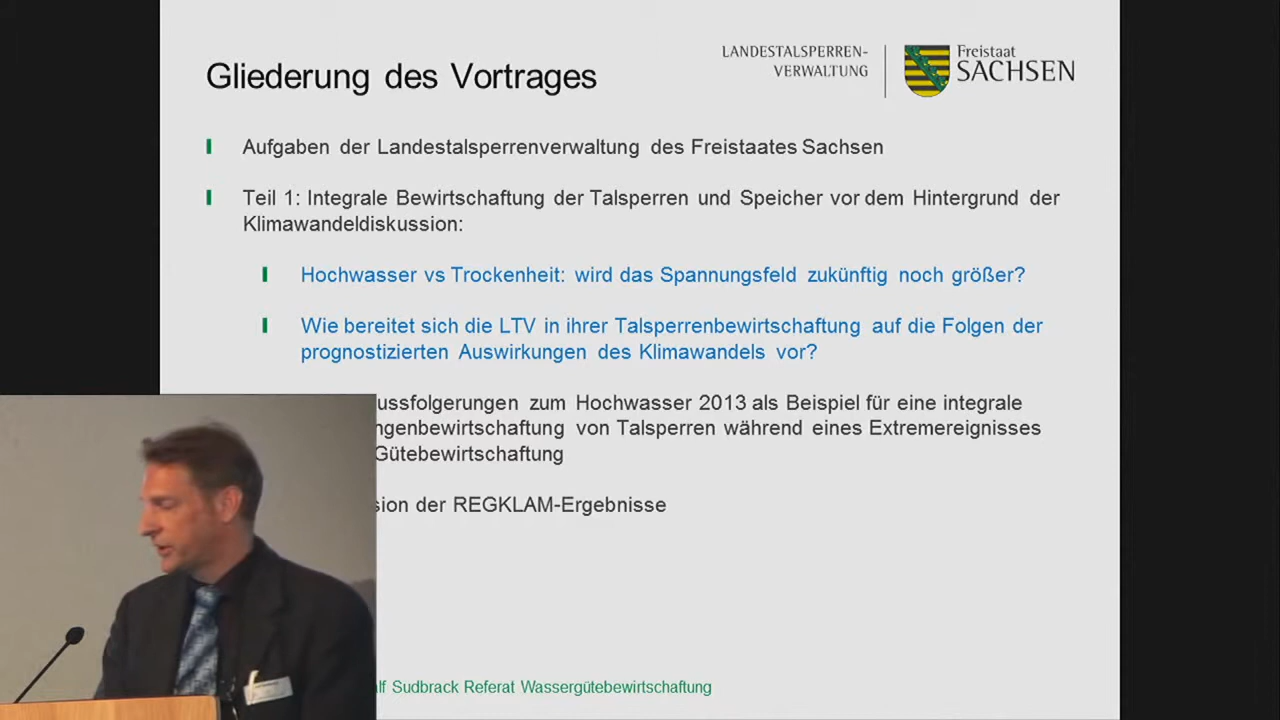 Gliederung des Vortrages
LANDESTALSPERREN-
VERWALTUNG
Freistaat
SACHSEN
Aufgaben der Landestalsperrenverwaltung des Freistaates Sachsen
Teil 1: Integrale Bewirtschaftung der Talsperren und Speicher vor dem Hintergrund der
Klimawandeldiskussion:
Hochwasser vs Trockenheit: wird das Spannungsfeld zukünftig noch größer?
Wie bereitet sich die LTV in ihrer Talsperrenbewirtschaftung auf die Folgen der
prognostizierten Auswirkungen des Klimawandels vor?
ussfolgerungen zum Hochwasser 2013 als Beispiel für eine integrale
ngenbewirtschaftung von Talsperren während eines Extremereignisses
Gütebewirtschaftung
sion der REGKLAM-Ergebnisse
lf Sudbrack Referat Wassergütebewirtschaftung